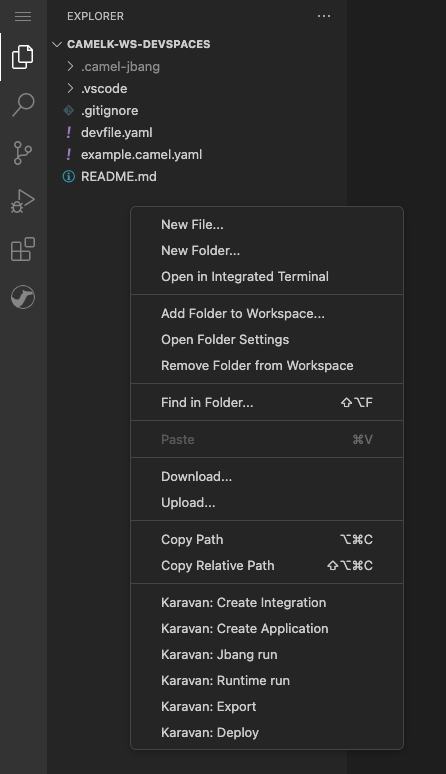 EXPLORER
CAMELK-WS-DEVSPACES
.camel-jbang
.vscode
.gitignore
! devfile.yaml
! example.camel.yaml
README.md
New File...
New Folder...
Open in Integrated Terminal
Add Folder to Workspace...
Open Folder Settings
Remove Folder from Workspace
Find in Folder... ⇧⌥F
Paste ⌘V
Download...
Upload...
Copy Path ⌥⌘C
Copy Relative Path ⇧⌥⌘C
Karavan: Create Integration
Karavan: Create Application
Karavan: Jbang run
Karavan: Runtime run
Karavan: Export
Karavan: Deploy